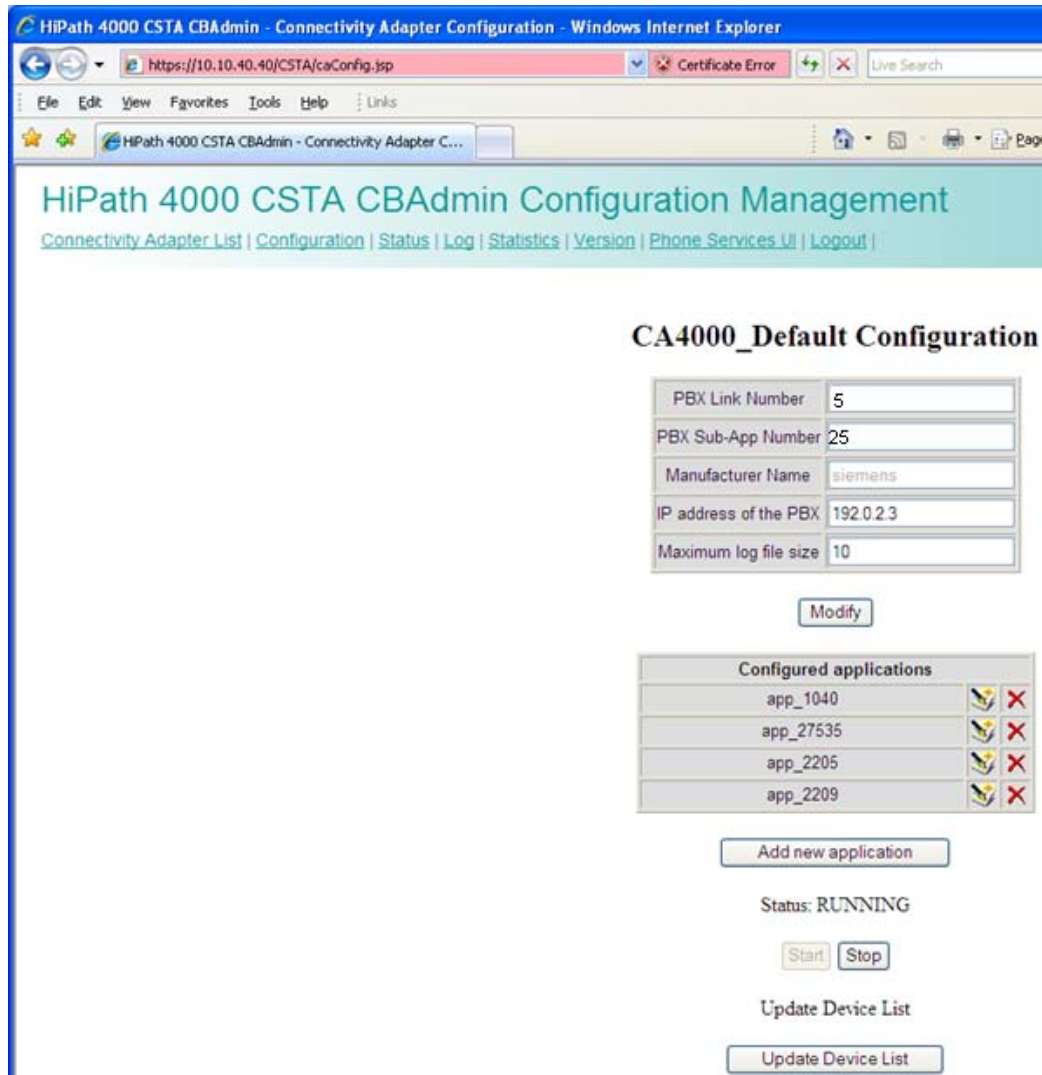 HiPath 4000 CSTA CBAdmin - Connectivity Adapter Configuration - Windows Internet Explorer
https://10.10.40.40/CSTA/caConfig.jsp Certificate Error Live Search
File Edit View Favorites Tools Help Links
HiPath 4000 CSTA CBAdmin - Connectivity Adapter C... Page
HiPath 4000 CSTA CBAdmin Configuration Management
Connectivity Adapter List | Configuration | Status | Log | Statistics | Version | Phone Services UI | Logout |
CA4000_Default Configuration
PBX Link Number 5
PBX Sub-App Number 25
Manufacturer Name siemens
IP address of the PBX 192.0.2.3
Maximum log file size 10
Modify
Configured applications
app_1040
app_27535
app_2205
app_2209
Add new application
Status: RUNNING
Start Stop
Update Device List
Update Device List